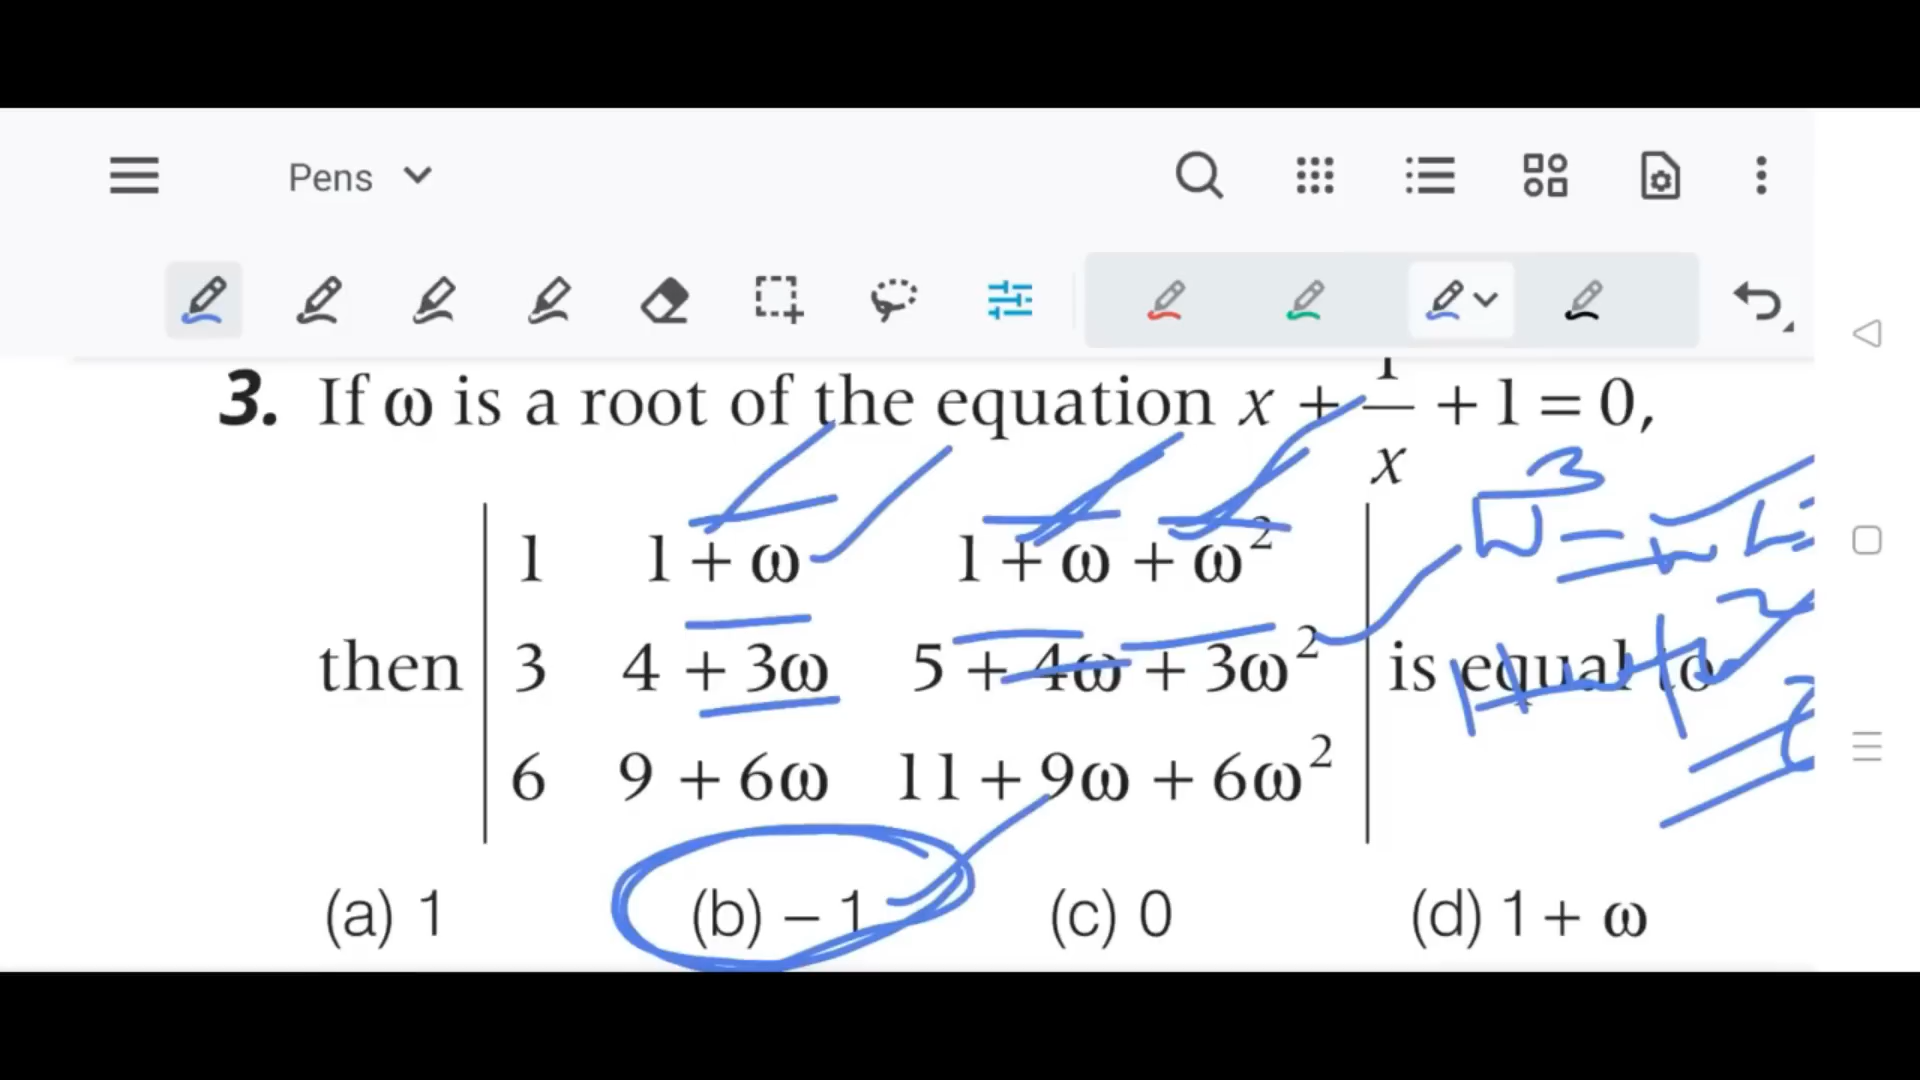 Pens
3. If ω is a root of the equation x + 1/x + 1 = 0,
1 1 + ω 1 + ω + ω²
then 3 4 + 3ω 5 + 4ω + 3ω² is equal to
6 9 + 6ω 11 + 9ω + 6ω²
(a) 1 (b) – 1 (c) 0 (d) 1 + ω